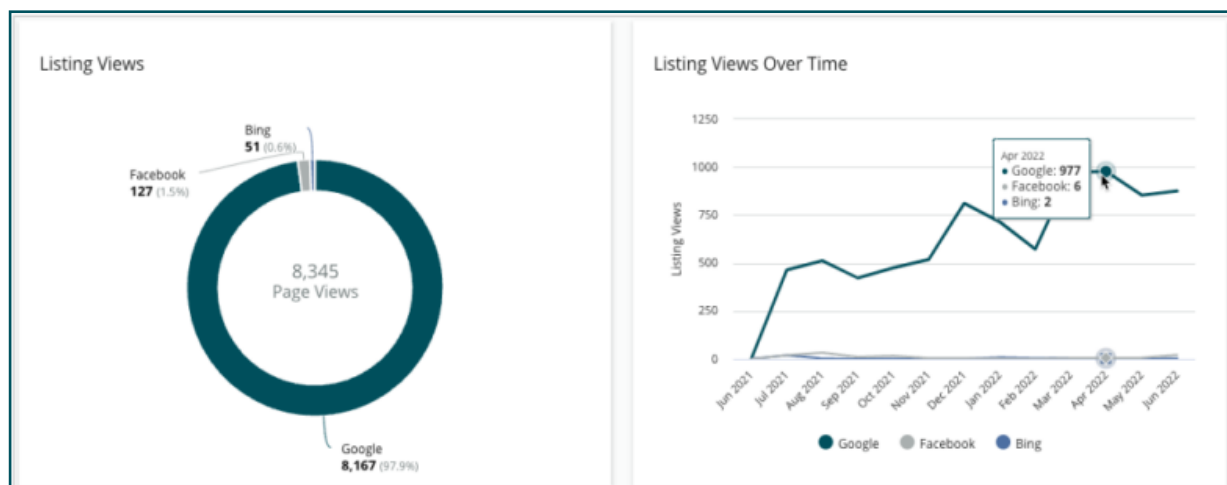 Listing Views
Bing
51 (0.6%)
Facebook
127 (1.5%)
8,345
Page Views
Google
8,167 (97.9%)
Listing Views Over Time
Listing Views
1250
1000
750
500
250
0
Apr 2022
Google: 977
Facebook: 6
Bing: 2
Jun 2021
Jul 2021
Aug 2021
Sep 2021
Oct 2021
Nov 2021
Dec 2021
Jan 2022
Feb 2022
Mar 2022
Apr 2022
May 2022
Jun 2022
Google
Facebook
Bing